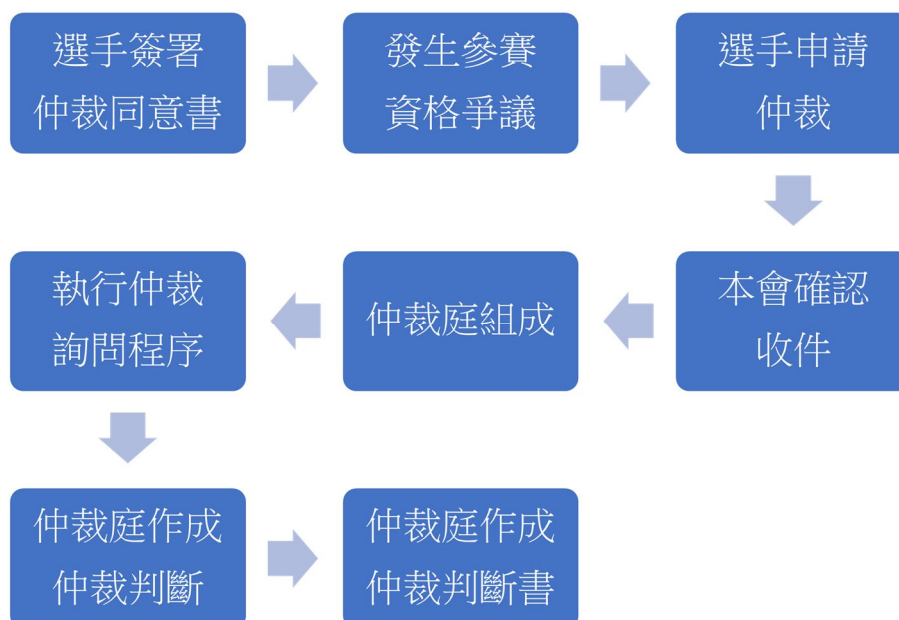 選手簽署
仲裁同意書
發生參賽
資格爭議
選手申請
仲裁
本會確認
收件
仲裁庭組成
執行仲裁
詢問程序
仲裁庭作成
仲裁判斷
仲裁庭作成
仲裁判斷書